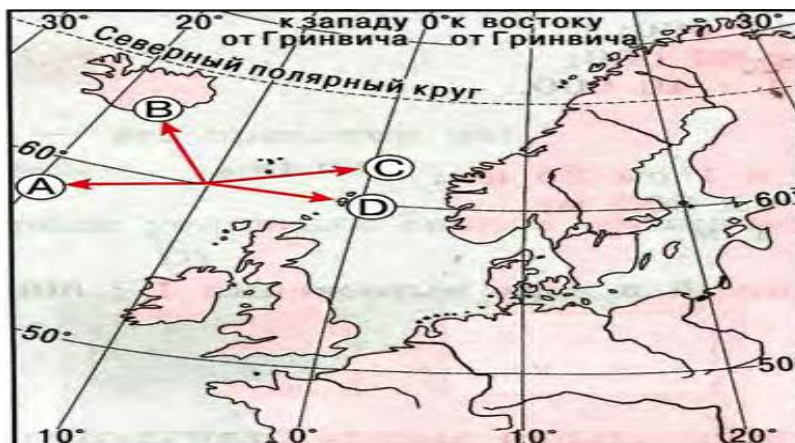 30° 20° к западу 0° к востоку 20° 30°
от Гринвича от Гринвича
Северный полярный круг
B
60°
A
C
D
60°
50°
50°
10° 0° 10° 20°